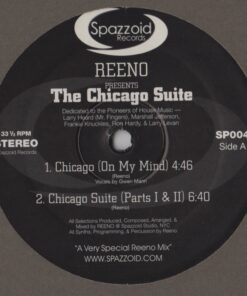 Spazzoid
Records
REENO
PRESENTS
The Chicago Suite
Dedicated to the Pioneers of House Music —
Larry Heard (Mr. Fingers), Marshall Jefferson,
Frankie Knuckles, Ron Hardy, & Larry Levan
33 ⅓ RPM
STEREO
Spazzoid Records
SP004
Side A
1. Chicago (On My Mind) 4:46
(Reeno)
Vocals by Gwen Mann
2. Chicago Suite (Parts I & II) 6:40
(Reeno)
All Selections Produced, Composed, Arranged, &
Mixed by REENO @ Spazzoid Studio, NYC
All Synths, Programming, & Percussion by Reeno
"A Very Special Reeno Mix"
WWW.SPAZZOID.COM